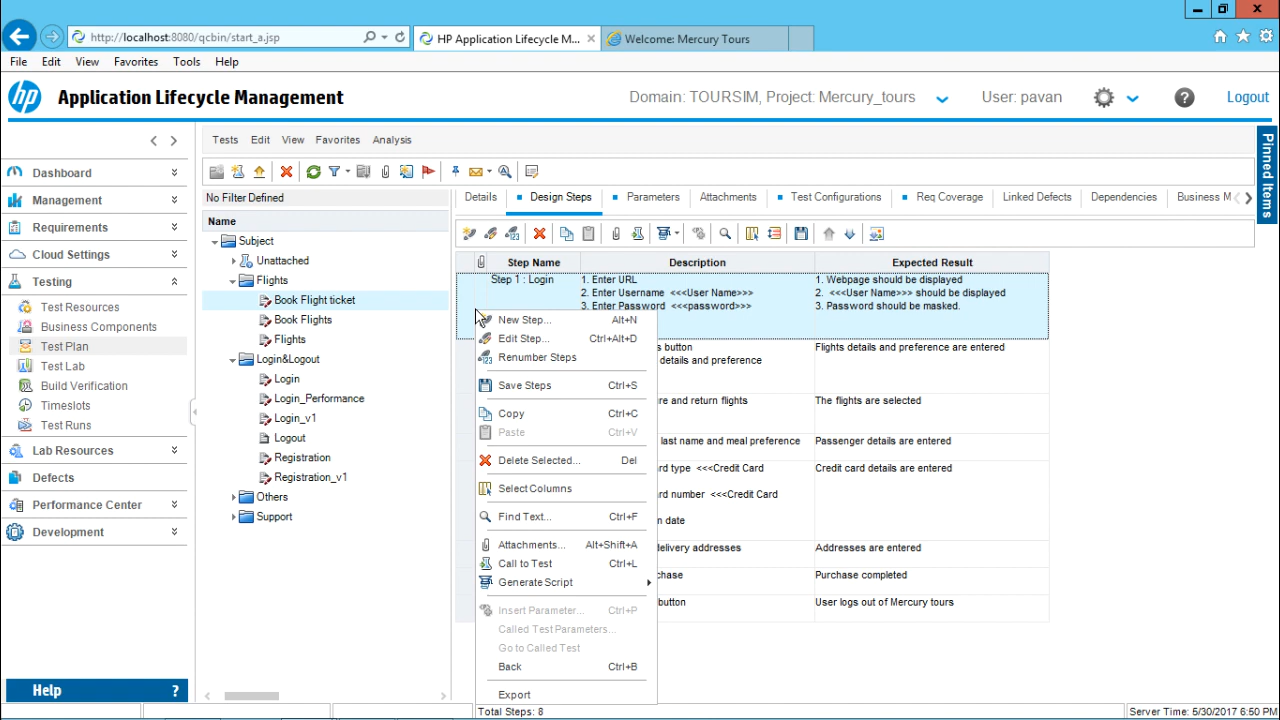 http://localhost:8080/qcbin/start_a.jsp
HP Application Lifecycle M...
Welcome: Mercury Tours
File Edit View Favorites Tools Help
hp Application Lifecycle Management
Domain: TOURSIM, Project: Mercury_tours
User: pavan
Logout
Pinned Items
Dashboard
Management
Requirements
Cloud Settings
Testing
Test Resources
Business Components
Test Plan
Test Lab
Build Verification
Timeslots
Test Runs
Lab Resources
Defects
Performance Center
Development
Help ?
Tests Edit View Favorites Analysis
No Filter Defined
Name
Subject
Unattached
Flights
Book Flight ticket
Book Flights
Flights
Login&Logout
Login
Login_Performance
Login_v1
Logout
Registration
Registration_v1
Others
Support
Details Design Steps Parameters Attachments Test Configurations Req Coverage Linked Defects Dependencies Business M
Step Name Description Expected Result
Step 1 : Login
1. Enter URL
2. Enter Username <<<User Name>>>
3. Enter Password <<<password>>>
1. Webpage should be displayed
2. <<<User Name>>> should be displayed
3. Password should be masked.
s button
details and preference
Flights details and preference are entered
re and return flights
The flights are selected
last name and meal preference
Passenger details are entered
rd type <<<Credit Card
rd number <<<Credit Card
n date
Credit card details are entered
delivery addresses
Addresses are entered
chase
Purchase completed
button
User logs out of Mercury tours
New Step... Alt+N
Edit Step... Ctrl+Alt+D
Renumber Steps
Save Steps Ctrl+S
Copy Ctrl+C
Paste Ctrl+V
Delete Selected... Del
Select Columns
Find Text... Ctrl+F
Attachments... Alt+Shift+A
Call to Test Ctrl+L
Generate Script
Insert Parameter... Ctrl+P
Called Test Parameters...
Go to Called Test
Back Ctrl+B
Export
Total Steps: 8
Server Time: 5/30/2017 6:50 PM